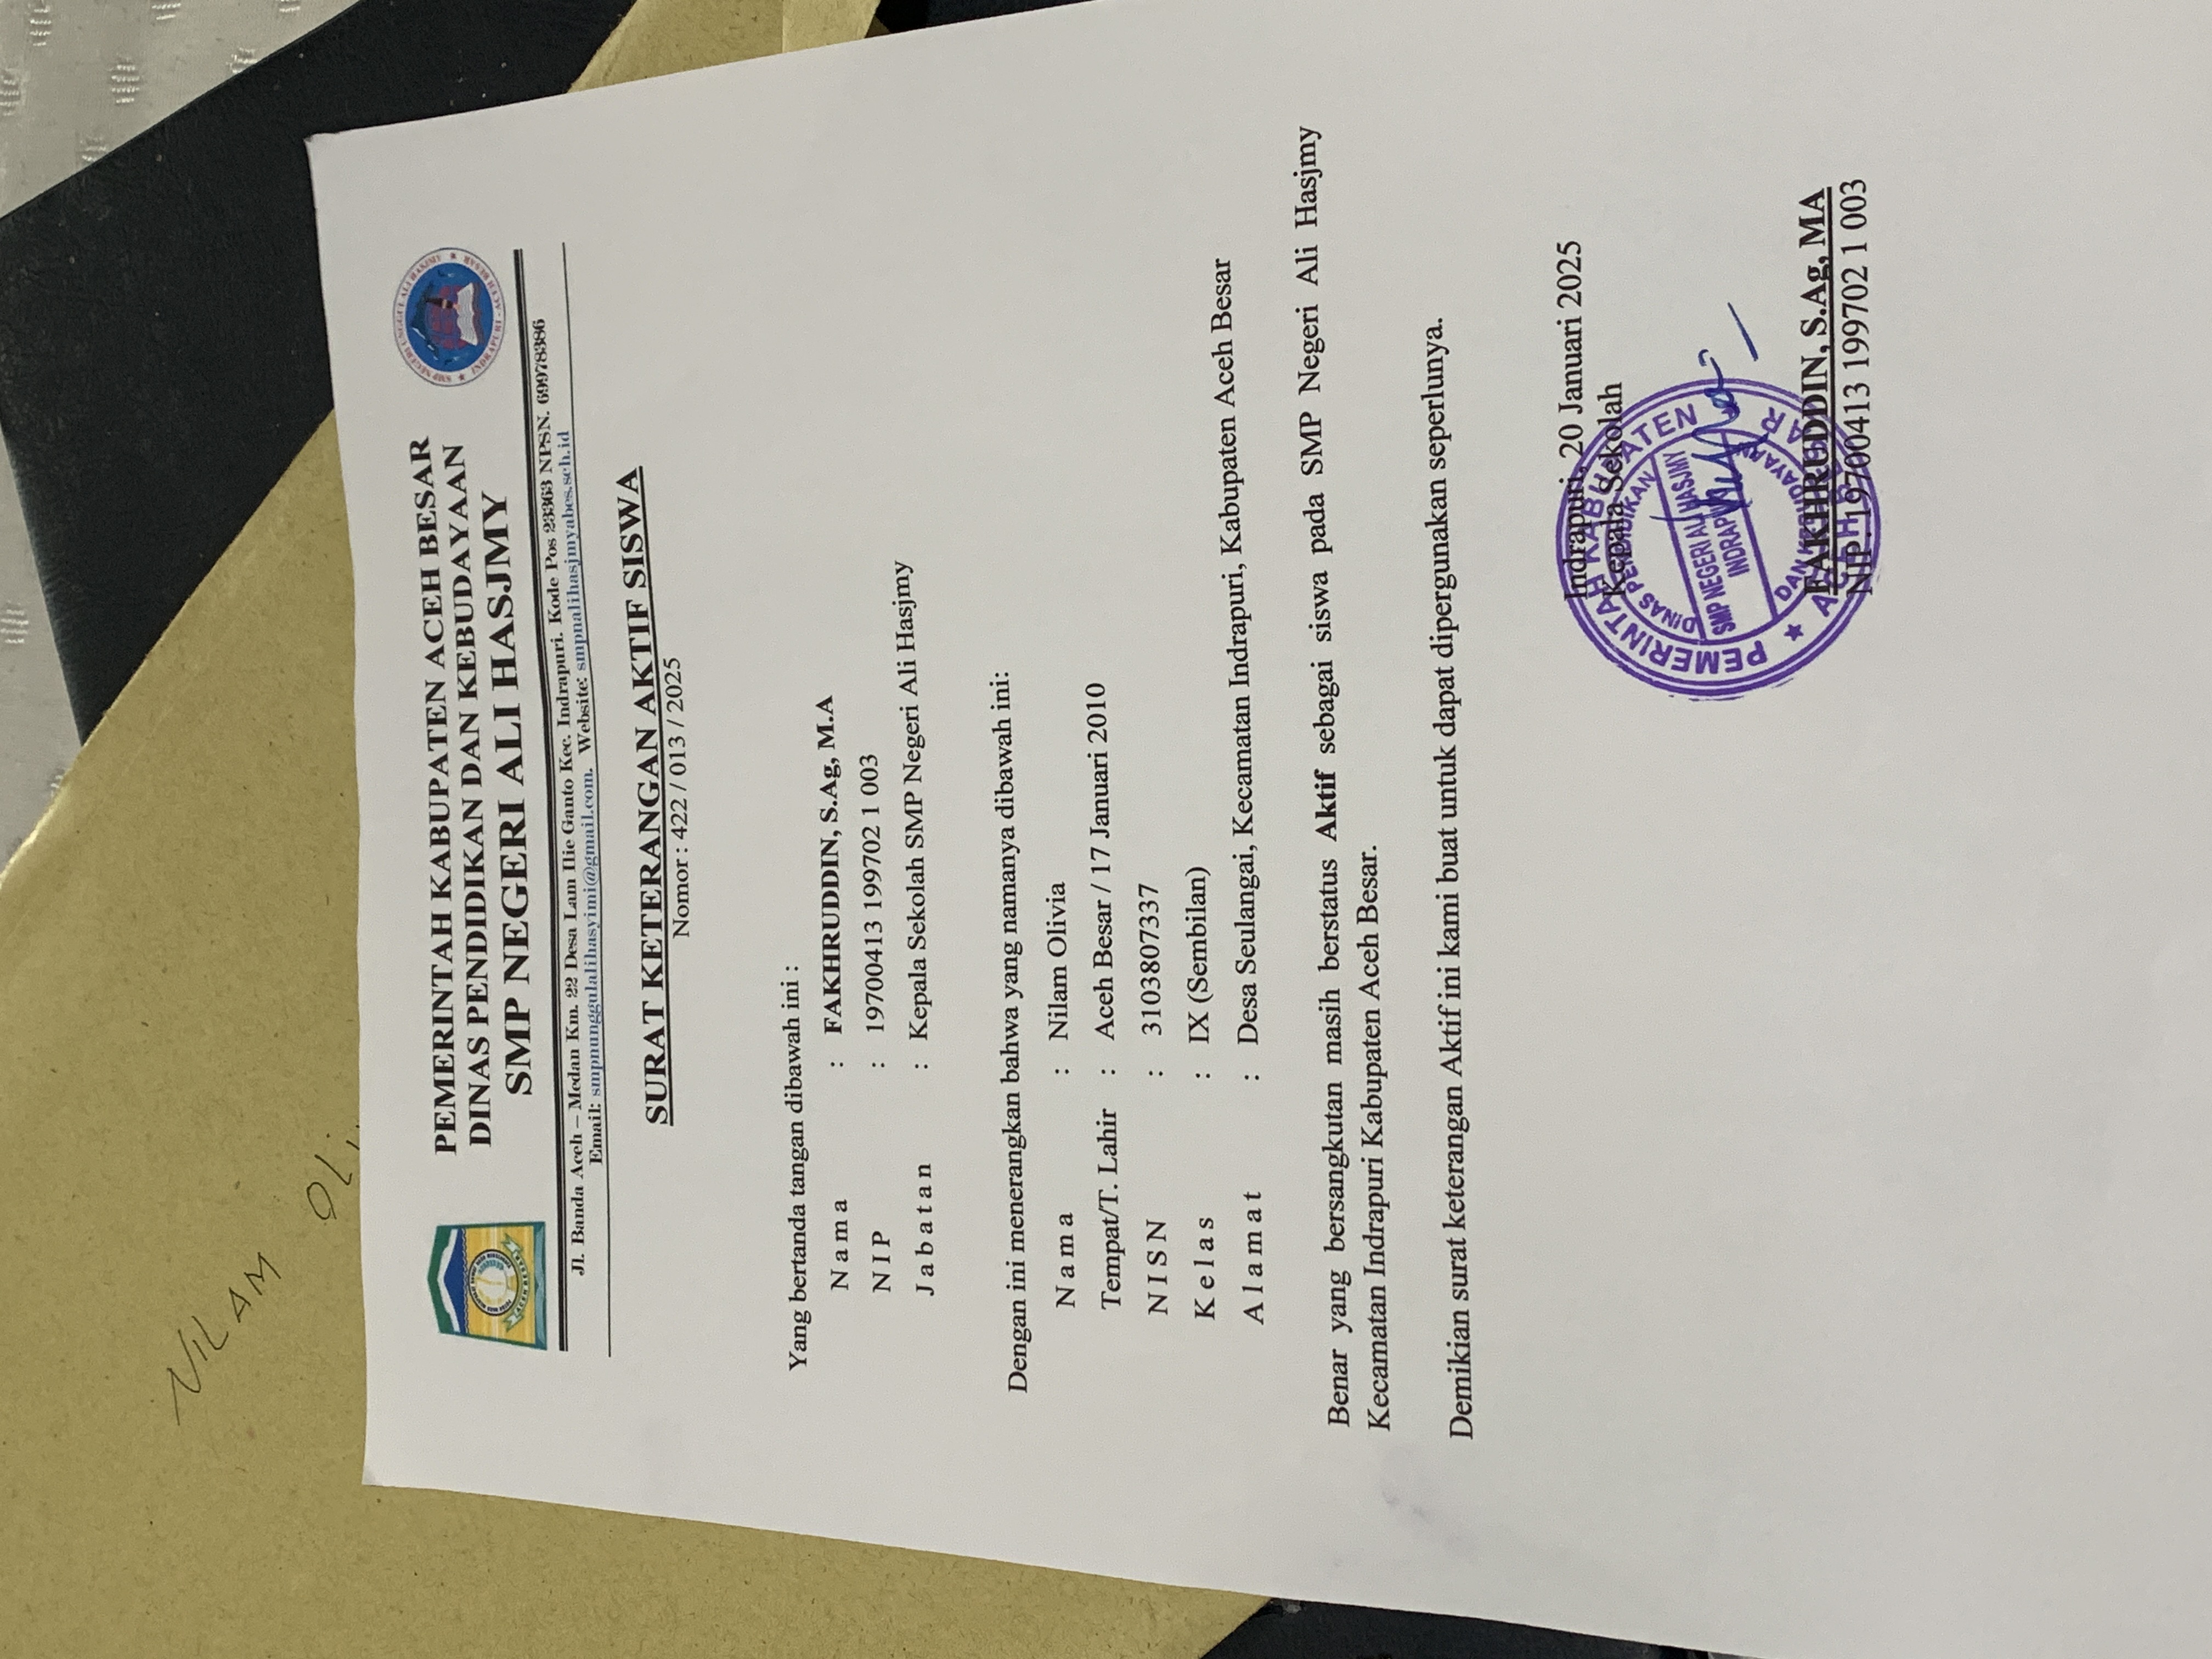 NILAM
Oli
PEMERINTAH KABUPATEN ACEH BESAR
DINAS PENDIDIKAN DAN KEBUDAYAAN
SMP NEGERI ALI HASJMY
ACEH BESAR
SMP NEGERI UNGGUL ALI HASJMY
INDRAPURI - ACEH BESAR
Jl. Banda Aceh – Medan Km. 22 Desa Lam Ilie Ganto Kec. Indrapuri. Kode Pos 23363 NPSN. 69978386
Email: smpnunggulalihasyimi@gmail.com. Website: smpnalihasjmyabes.sch.id
SURAT KETERANGAN AKTIF SISWA
Nomor : 422 / 013 / 2025
Yang bertanda tangan dibawah ini :
Nama : FAKHRUDDIN, S.Ag, M.A
NIP : 19700413 199702 1 003
Jabatan : Kepala Sekolah SMP Negeri Ali Hasjmy
Dengan ini menerangkan bahwa yang namanya dibawah ini:
Nama : Nilam Olivia
Tempat/T. Lahir : Aceh Besar / 17 Januari 2010
NISN : 3103807337
Kelas : IX (Sembilan)
Alamat : Desa Seulangai, Kecamatan Indrapuri, Kabupaten Aceh Besar
Benar yang bersangkutan masih berstatus Aktif sebagai siswa pada SMP Negeri Ali Hasjmy
Kecamatan Indrapuri Kabupaten Aceh Besar.
Demikian surat keterangan Aktif ini kami buat untuk dapat dipergunakan seperlunya.
Indrapuri, 20 Januari 2025
Kepala Sekolah
PEMERINTAH KABUPATEN
DINAS PENDIDIKAN
SMP NEGERI ALI HASJMY
INDRAPURI
DAN KEBUDAYAAN
ACEH BESAR
FAKHRUDDIN, S.Ag, MA
NIP. 19700413 199702 1 003